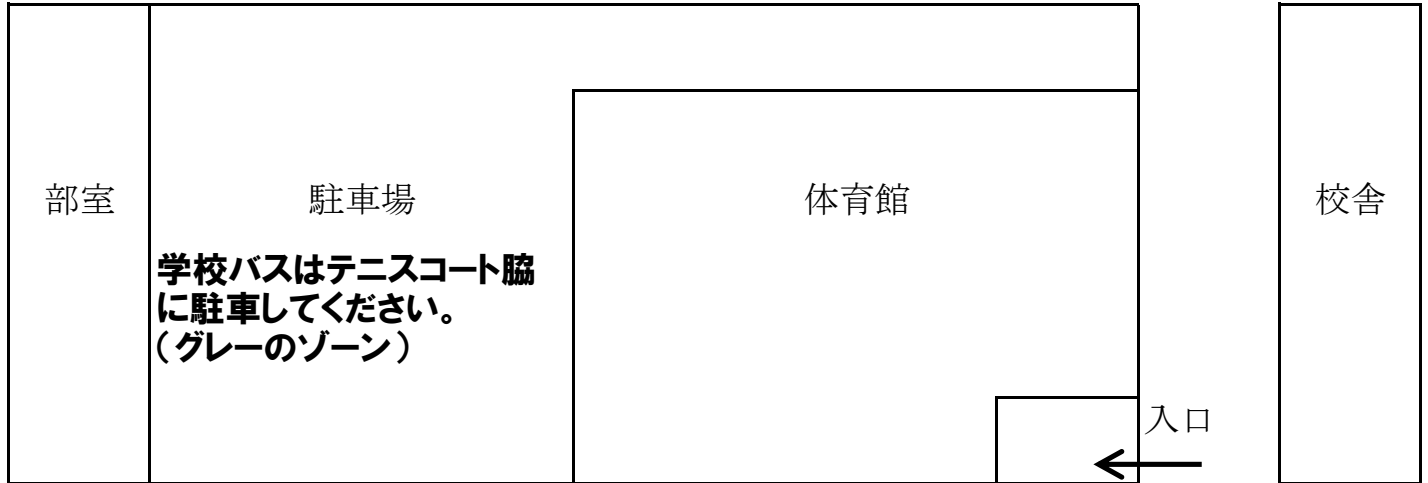 部室
駐車場
体育館
校舎
学校バスはテニスコート脇
に駐車してください。
（グレーのゾーン）
入口